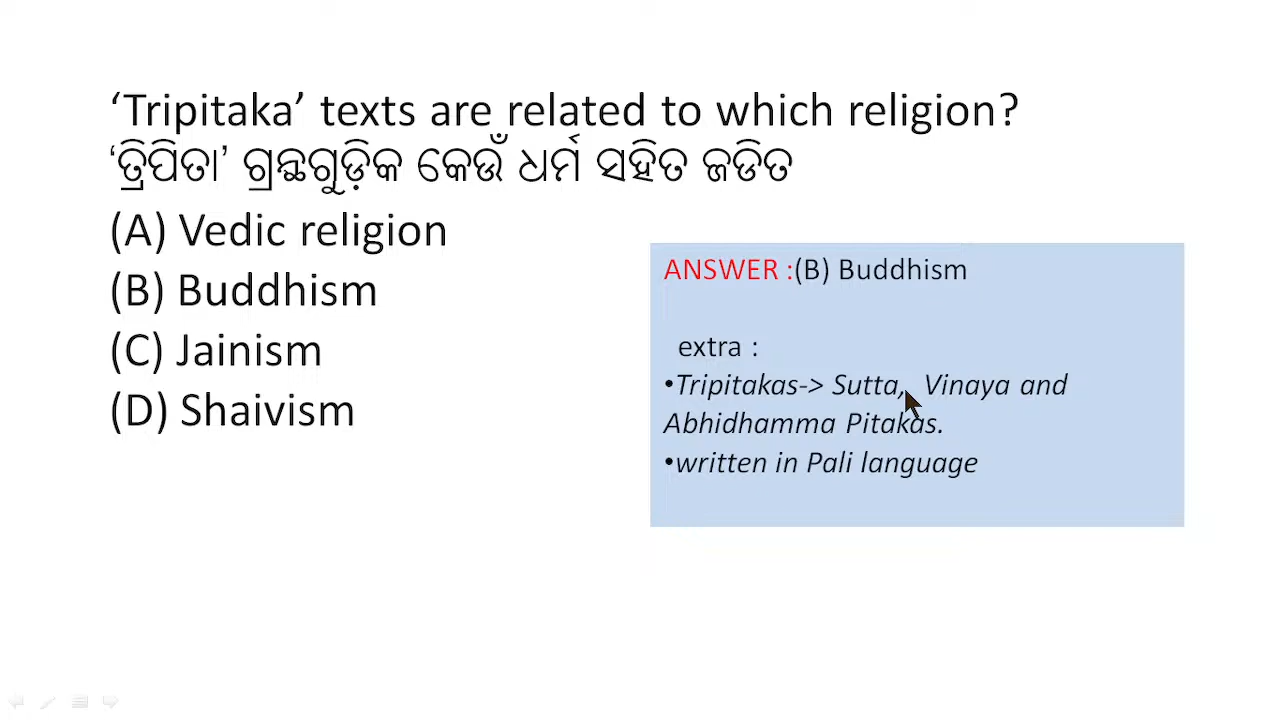 ‘Tripitaka’ texts are related to which religion?
‘ତ୍ରିପିତା’ ଗ୍ରନ୍ଥଗୁଡ଼ିକ କେଉଁ ଧର୍ମ ସହିତ ଜଡିତ
(A) Vedic religion
(B) Buddhism
(C) Jainism
(D) Shaivism
ANSWER :(B) Buddhism
extra :
•Tripitakas-> Sutta, Vinaya and
Abhidhamma Pitakas.
•written in Pali language